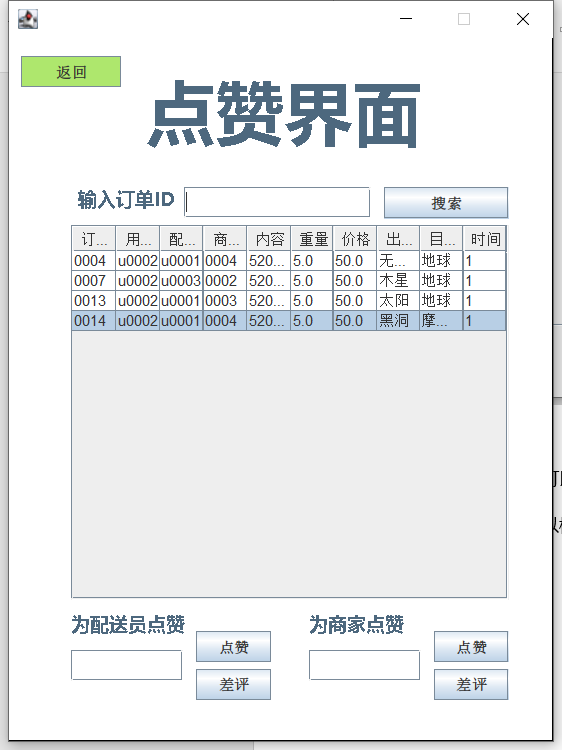 返回
点赞界面
输入订单ID 搜索
订... 用... 配... 商... 内容 重量 价格 出... 目... 时间
0004 u0002 u0001 0004 520... 5.0 50.0 无... 地球 1
0007 u0002 u0003 0002 520... 5.0 50.0 木星 地球 1
0013 u0002 u0001 0003 520... 5.0 50.0 太阳 地球 1
0014 u0002 u0001 0004 520... 5.0 50.0 黑洞 摩... 1
为配送员点赞 为商家点赞
点赞 点赞
差评 差评